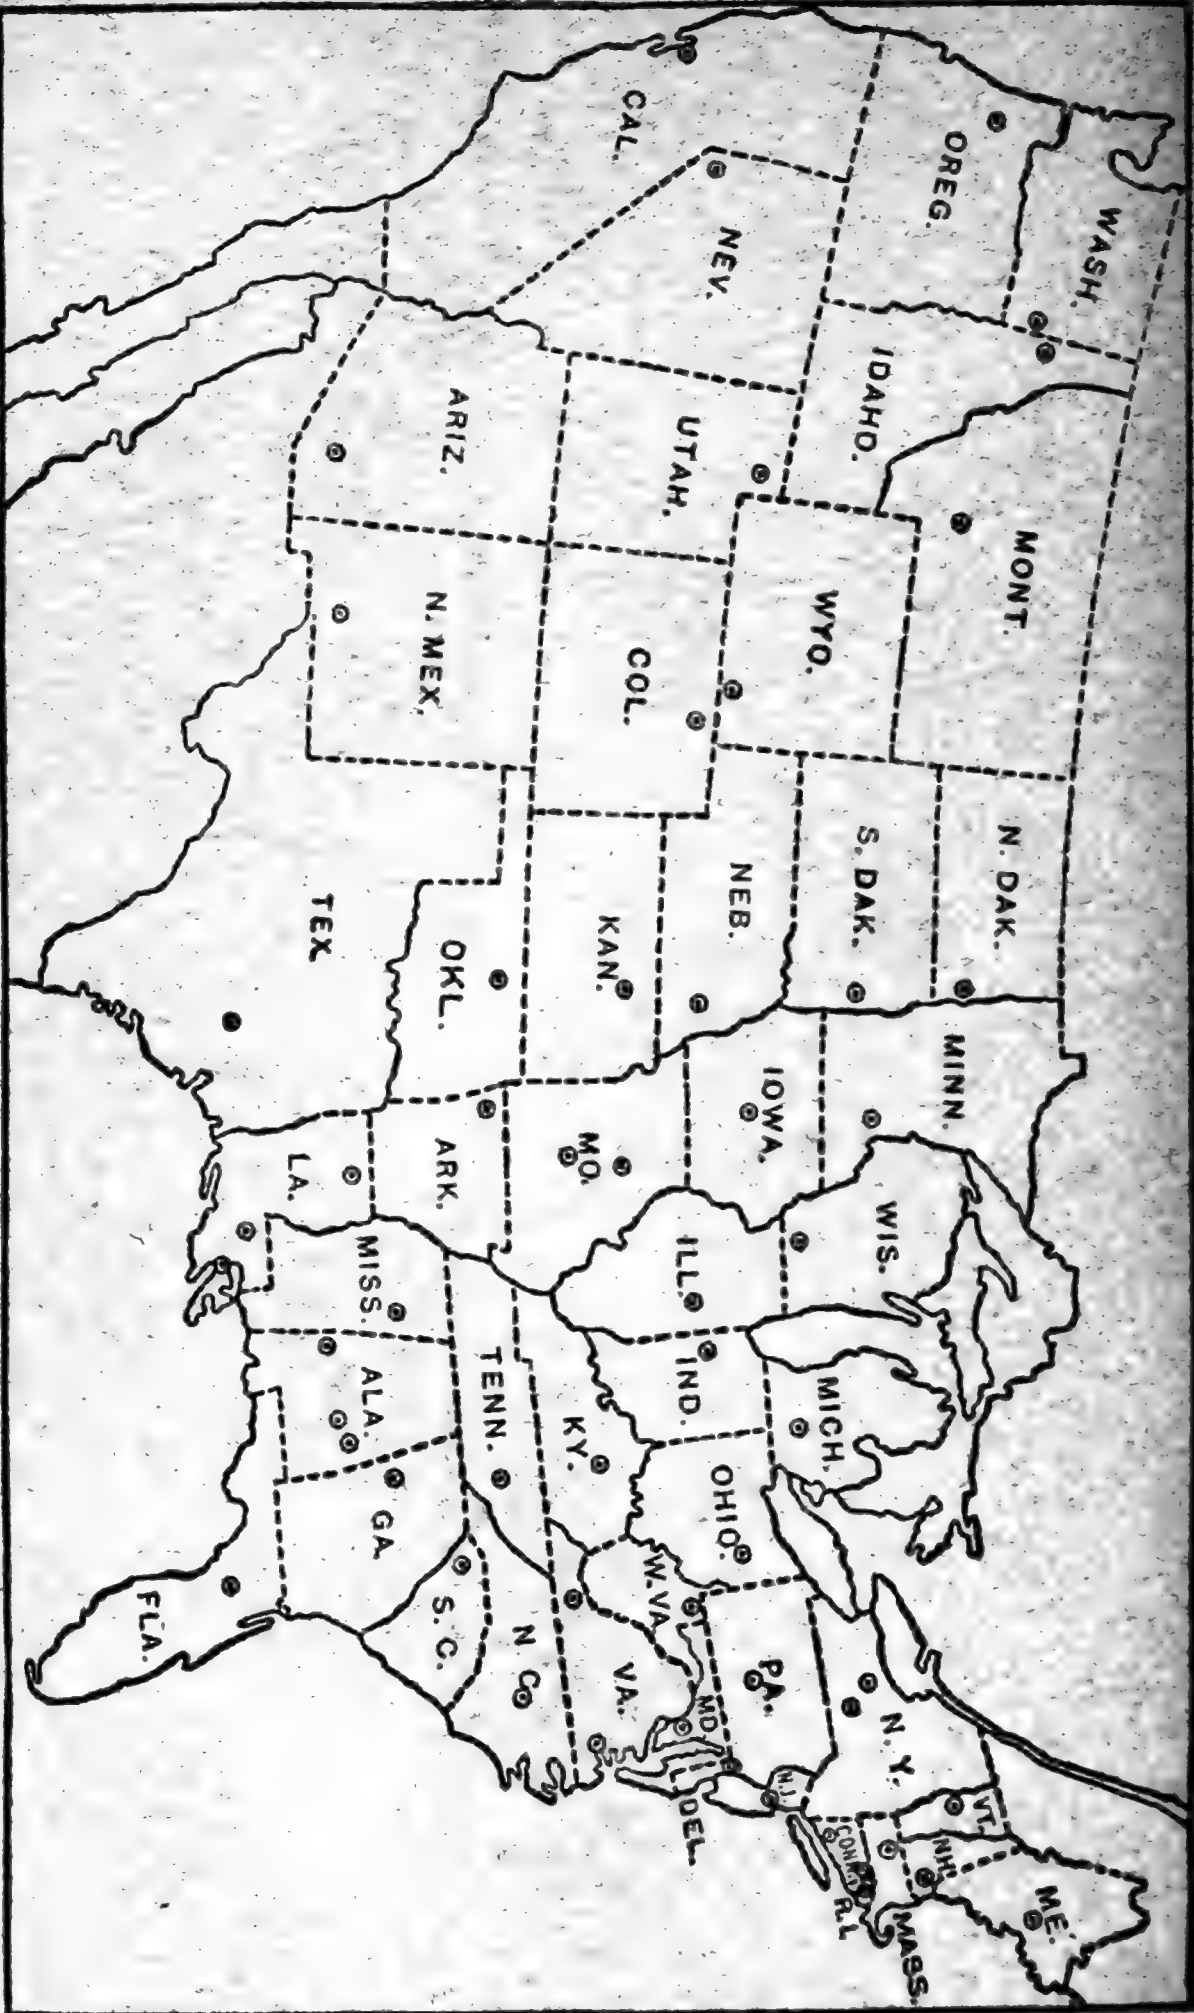 WASH.
OREG.
CAL.
NEV.
IDAHO.
MONT.
WYO.
UTAH.
ARIZ.
COL.
N. MEX.
N. DAK.
S. DAK.
NEB.
KAN.
OKL.
TEX.
MINN.
IOWA.
MO.
ARK.
LA.
WIS.
ILL.
MISS.
MICH.
IND.
OHIO.
KY.
TENN.
ALA.
GA.
FLA.
S. C.
N C.
VA.
W. VA.
PA.
MD.
DEL.
N.J.
N. Y.
CONN.
R.I.
MASS.
VT.
N.H.
ME.